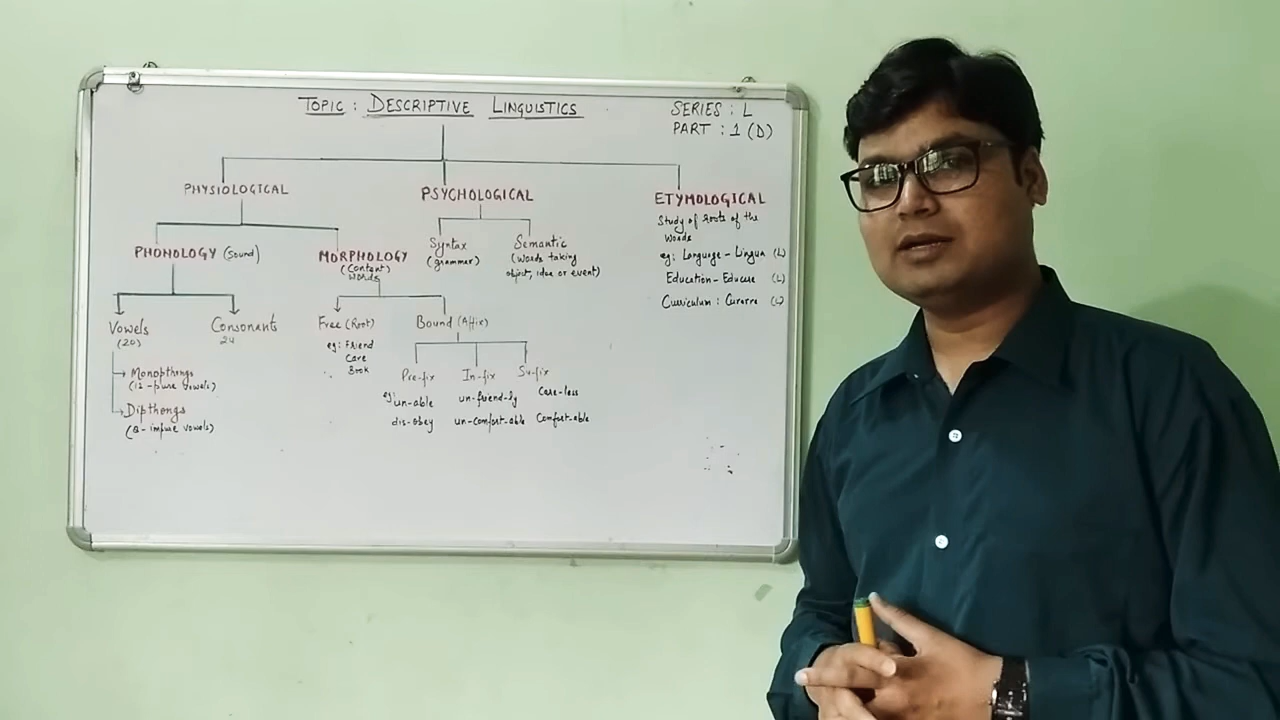 TOPIC : DESCRIPTIVE LINGUISTICS
SERIES : L
PART : 1 (D)
PHYSIOLOGICAL
PSYCHOLOGICAL
ETYMOLOGICAL
Study of roots of the
words
eg: Language - Lingua (L)
Education - Educere (L)
Curriculum : Currere (L)
PHONOLOGY (Sound)
MORPHOLOGY
(Content)
words
Syntax
(grammar)
Semantic
(words taking
object, idea or event)
Vowels
(20)
Consonants
24
Monopthongs
(12 - pure vowels)
Dipthongs
(8 - impure vowels)
Free (Root)
eg: Friend
Care
Book
Bound (Affix)
Pre-fix
eg: un-able
dis-obey
In-fix
un-friend-ly
un-comfort-able
Su-fix
Care-less
Comfort-able